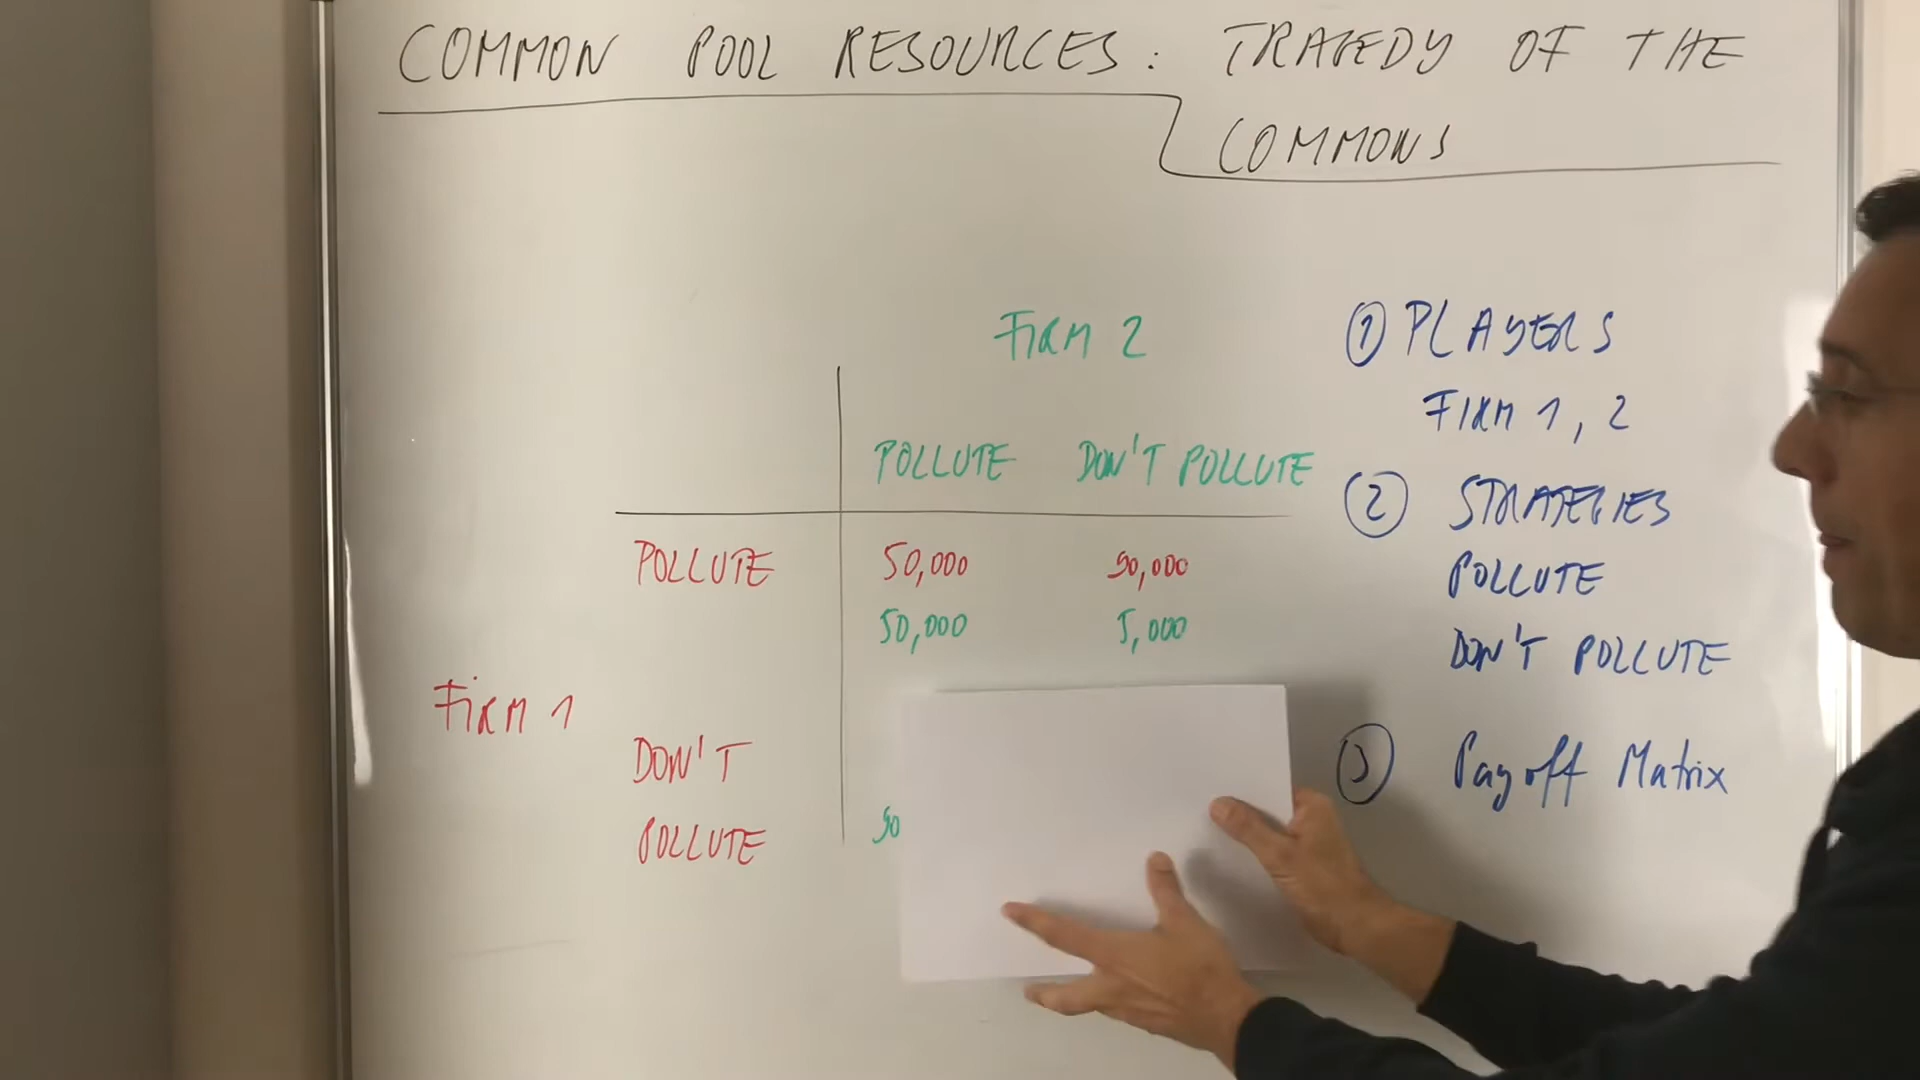 COMMON POOL RESOURCES: TRAGEDY OF THE
COMMONS
FIRM 2
POLLUTE DON'T POLLUTE
POLLUTE 50,000 90,000
50,000 5,000
FIRM 1
DON'T
POLLUTE 90
① PLAYERS
FIRM 1, 2
② STRATEGIES
POLLUTE
DON'T POLLUTE
③ Payoff Matrix